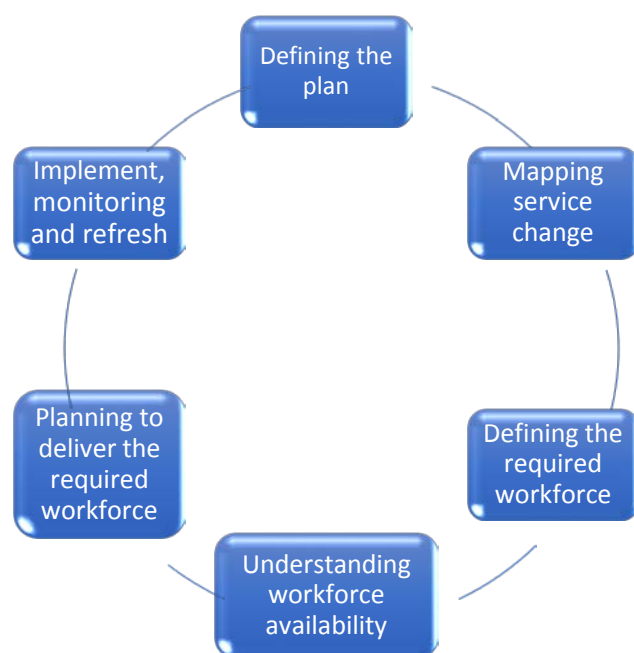 Defining the
plan
Mapping
service
change
Defining the
required
workforce
Understanding
workforce
availability
Planning to
deliver the
required
workforce
Implement,
monitoring
and refresh